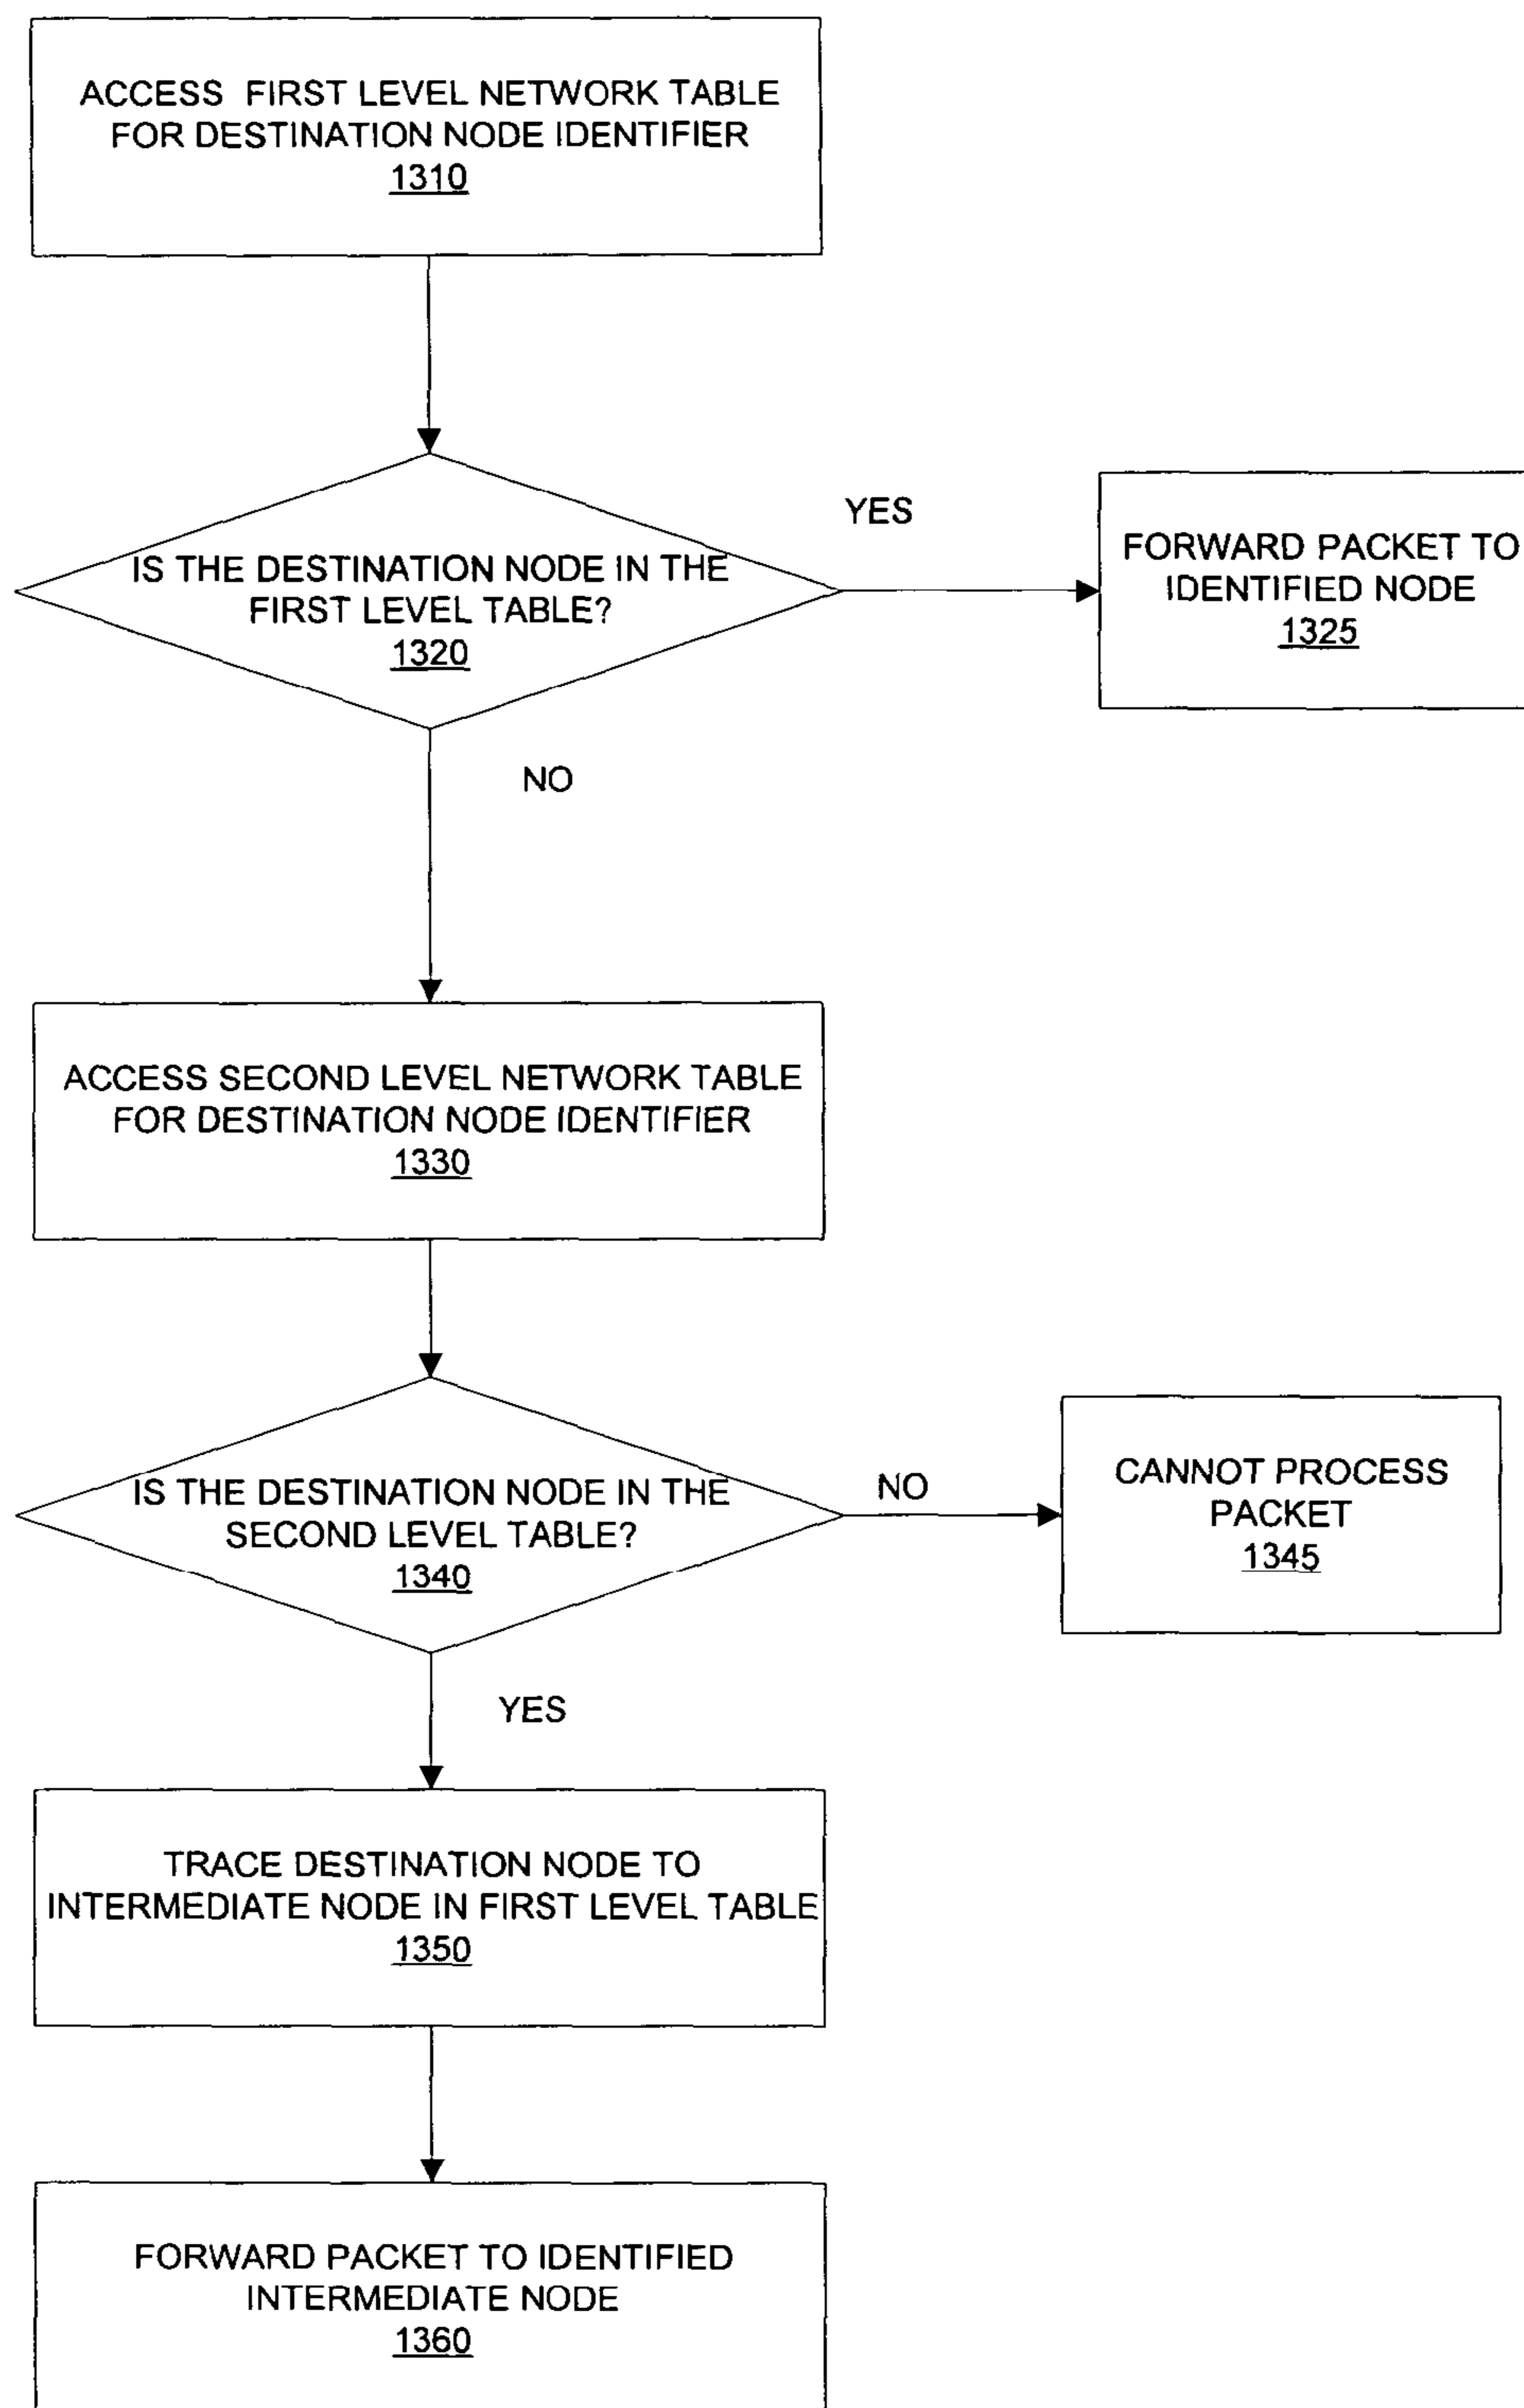 ACCESS FIRST LEVEL NETWORK TABLE
FOR DESTINATION NODE IDENTIFIER
1310
YES
IS THE DESTINATION NODE IN THE
FIRST LEVEL TABLE?
1320
FORWARD PACKET TO
IDENTIFIED NODE
1325
NO
ACCESS SECOND LEVEL NETWORK TABLE
FOR DESTINATION NODE IDENTIFIER
1330
IS THE DESTINATION NODE IN THE
SECOND LEVEL TABLE?
1340
NO
CANNOT PROCESS
PACKET
1345
YES
TRACE DESTINATION NODE TO
INTERMEDIATE NODE IN FIRST LEVEL TABLE
1350
FORWARD PACKET TO IDENTIFIED
INTERMEDIATE NODE
1360